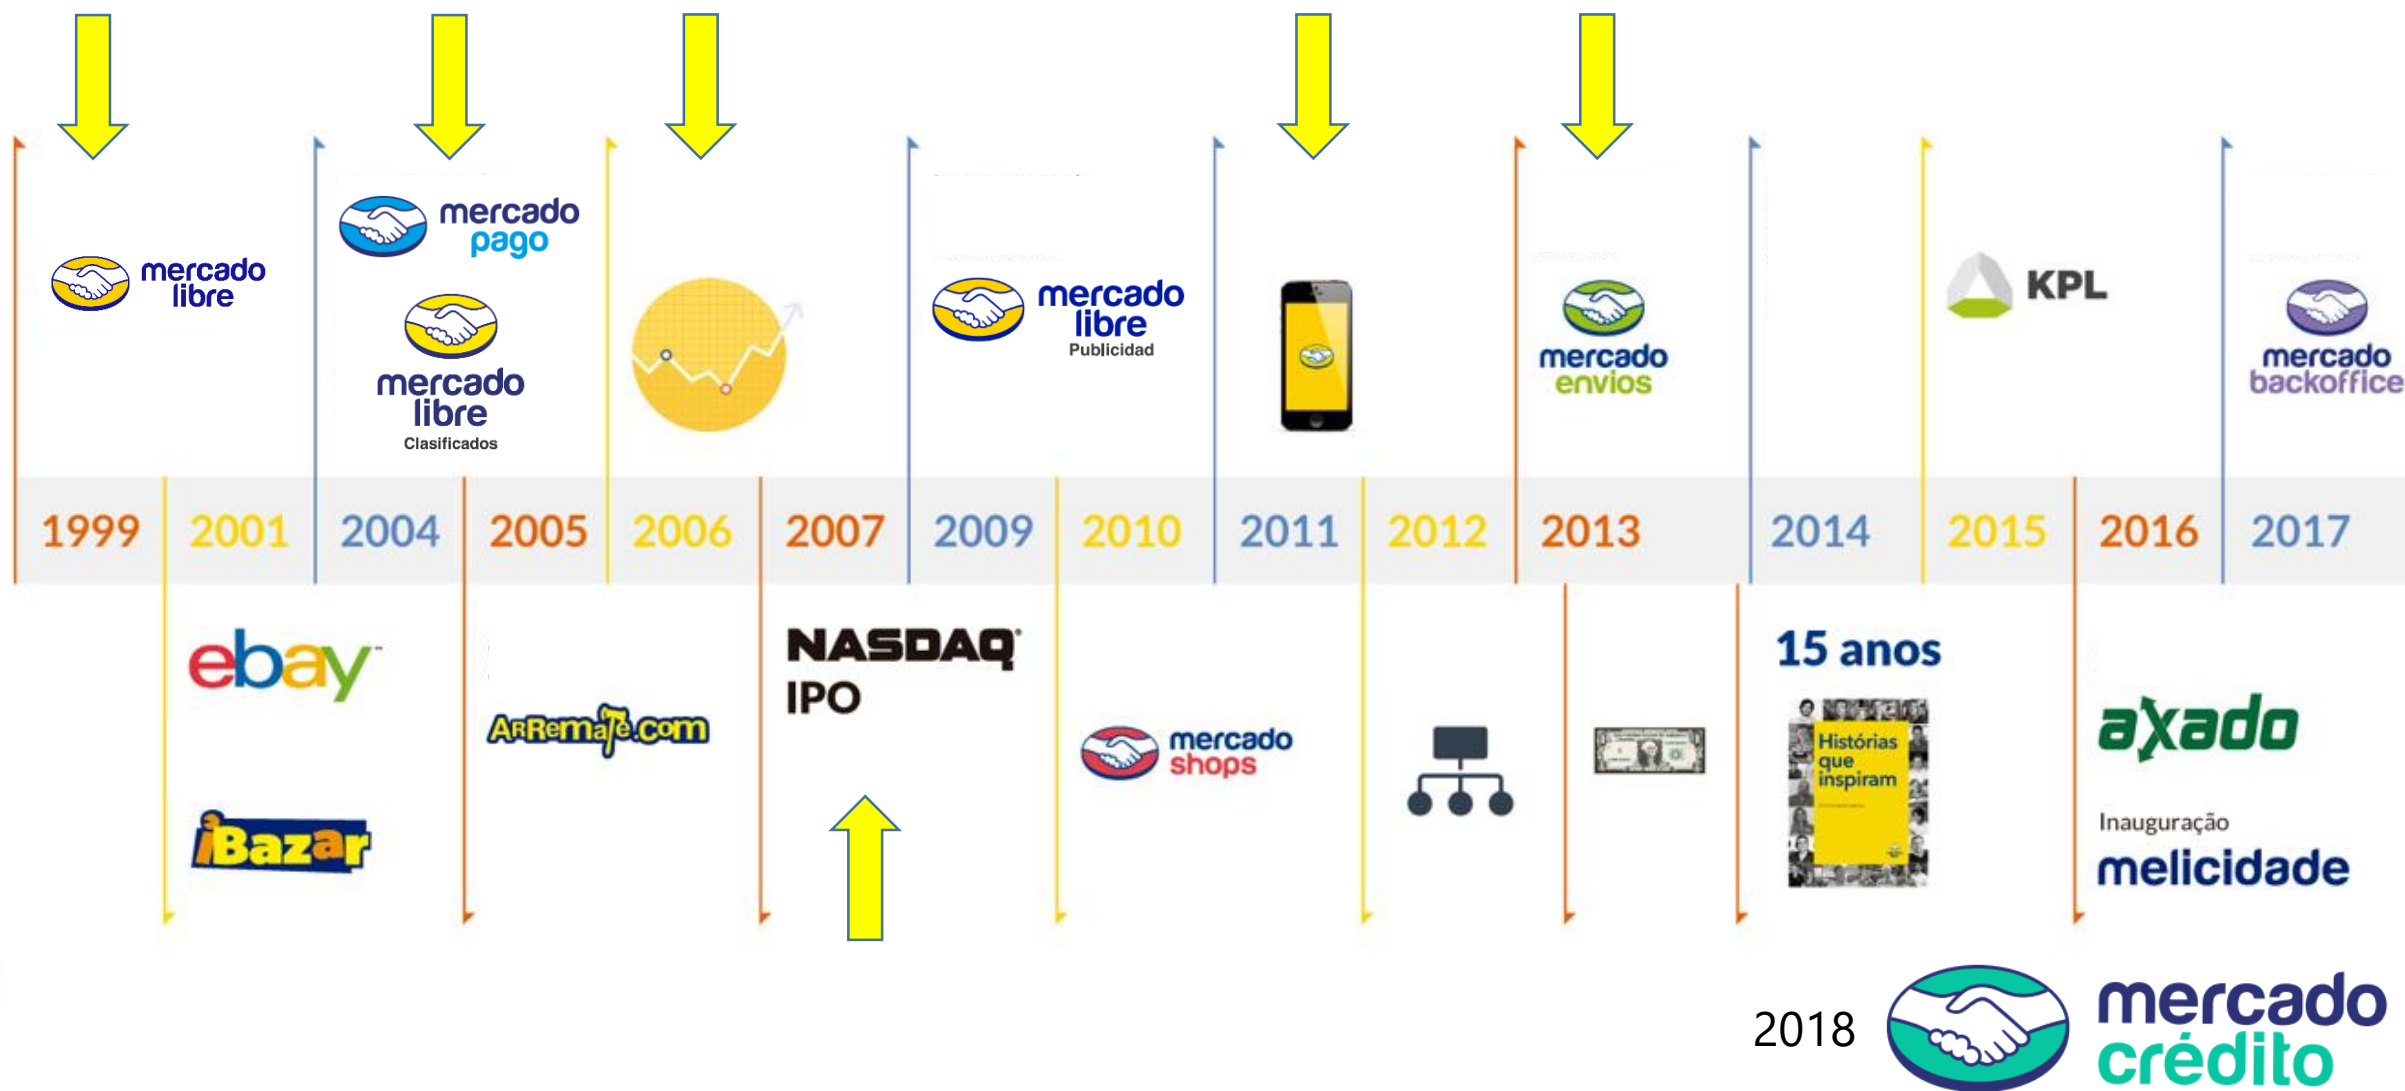 mercado
pago
mercado
libre
mercado
libre
Clasificados
mercado
libre
Publicidad
mercado
envios
KPL
mercado
backoffice
1999
2001
2004
2005
2006
2007
2009
2010
2011
2012
2013
2014
2015
2016
2017
ebay™
iBazar
ARRemaTe.com
NASDAQ®
IPO
mercado
shops
15 anos
Histórias
que
inspiram
axado
Inauguração
melicidade
2018
mercado
crédito